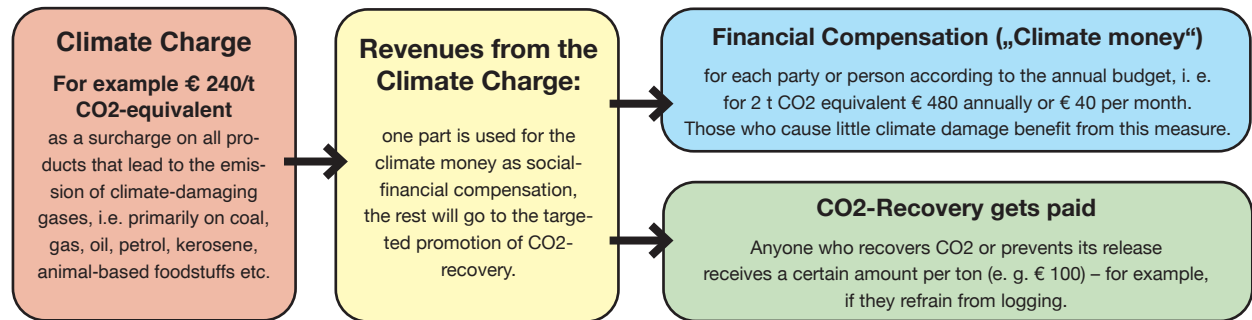 Climate Charge
For example € 240/t
CO2-equivalent
as a surcharge on all pro-
ducts that lead to the emis-
sion of climate-damaging
gases, i.e. primarily on coal,
gas, oil, petrol, kerosene,
animal-based foodstuffs etc.
Revenues from the
Climate Charge:
one part is used for the
climate money as social-
financial compensation,
the rest will go to the targe-
ted promotion of CO2-
recovery.
Financial Compensation („Climate money“)
for each party or person according to the annual budget, i. e.
for 2 t CO2 equivalent € 480 annually or € 40 per month.
Those who cause little climate damage benefit from this measure.
CO2-Recovery gets paid
Anyone who recovers CO2 or prevents its release
receives a certain amount per ton (e. g. € 100) – for example,
if they refrain from logging.